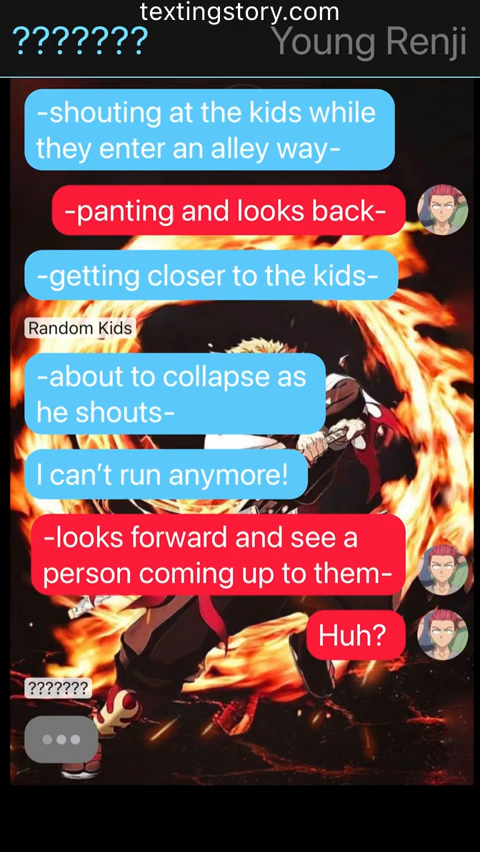 textingstory.com
???????
Young Renji
-shouting at the kids while
they enter an alley way-
-panting and looks back-
-getting closer to the kids-
Random Kids
-about to collapse as
he shouts-
I can’t run anymore!
-looks forward and see a
person coming up to them-
Huh?
???????